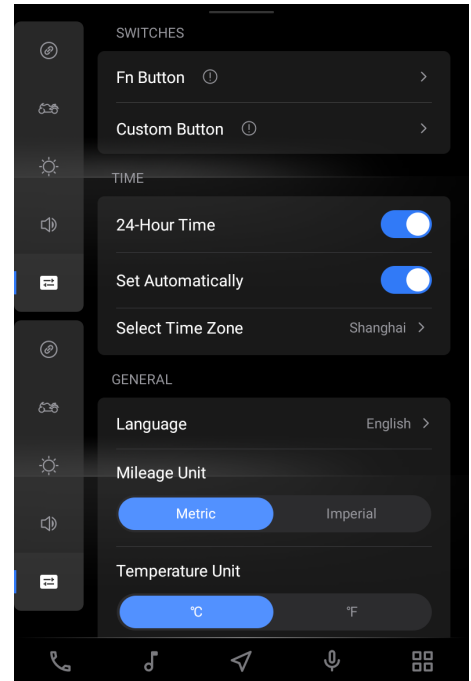 SWITCHES
Fn Button
Custom Button
TIME
24-Hour Time
Set Automatically
Select Time Zone Shanghai
GENERAL
Language English
Mileage Unit
Metric Imperial
Temperature Unit
℃ ℉